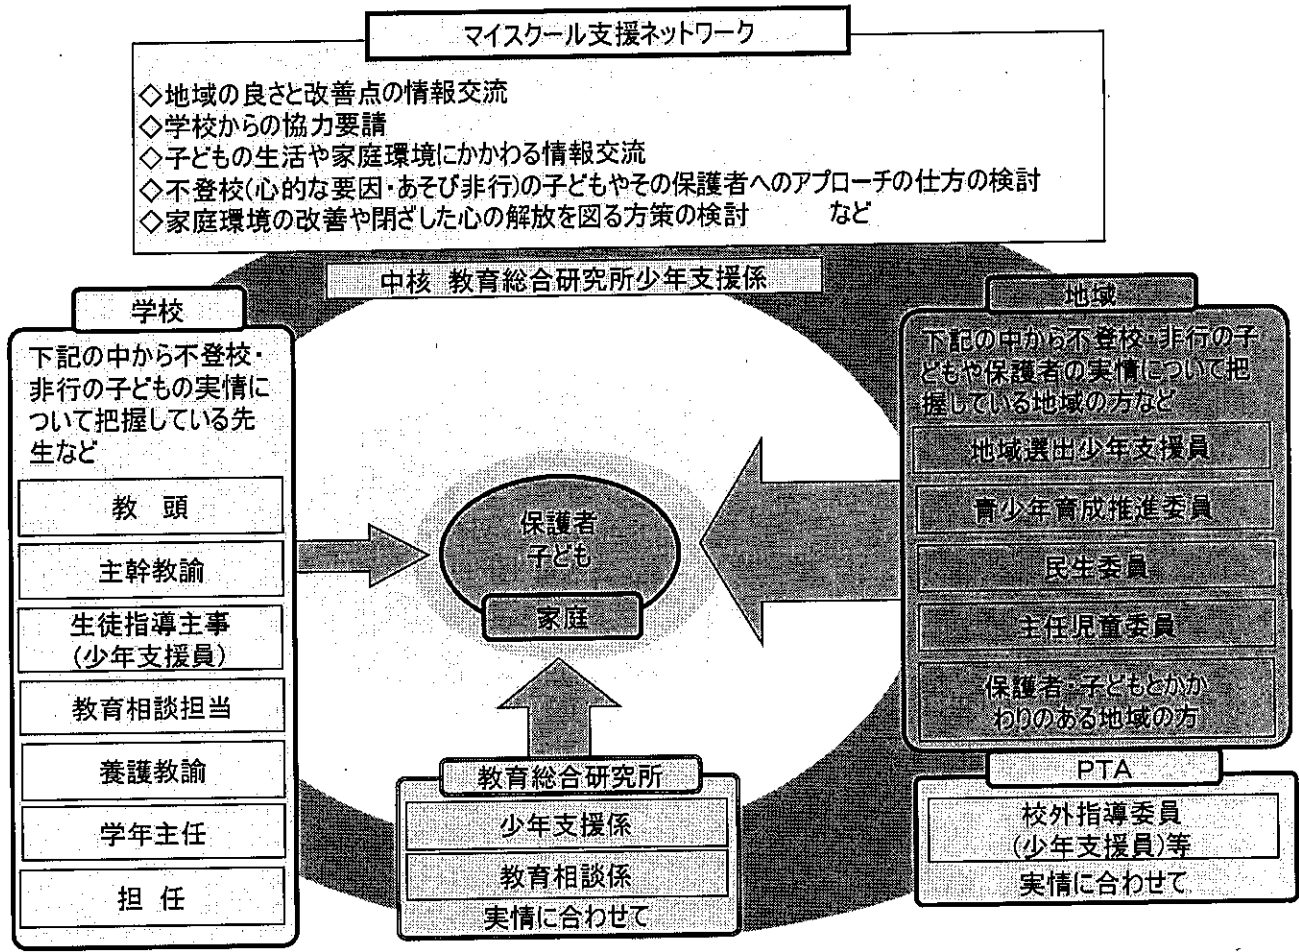 マイスクール支援ネットワーク
◇地域の良さと改善点の情報交流
◇学校からの協力要請
◇子どもの生活や家庭環境にかかわる情報交流
◇不登校(心的な要因・あそび非行)の子どもやその保護者へのアプローチの仕方の検討
◇家庭環境の改善や閉ざした心の解放を図る方策の検討 など
中核 教育総合研究所少年支援係
学校
下記の中から不登校・
非行の子どもの実情に
ついて把握している先
生など
教 頭
主幹教諭
生徒指導主事
(少年支援員)
教育相談担当
養護教諭
学年主任
担 任
保護者
子ども
家庭
教育総合研究所
少年支援係
教育相談係
実情に合わせて
地域
下記の中から不登校・非行の子
どもや保護者の実情について把
握している地域の方など
地域選出少年支援員
青少年育成推進委員
民生委員
主任児童委員
保護者・子どもとかか
わりのある地域の方
PTA
校外指導委員
(少年支援員)等
実情に合わせて